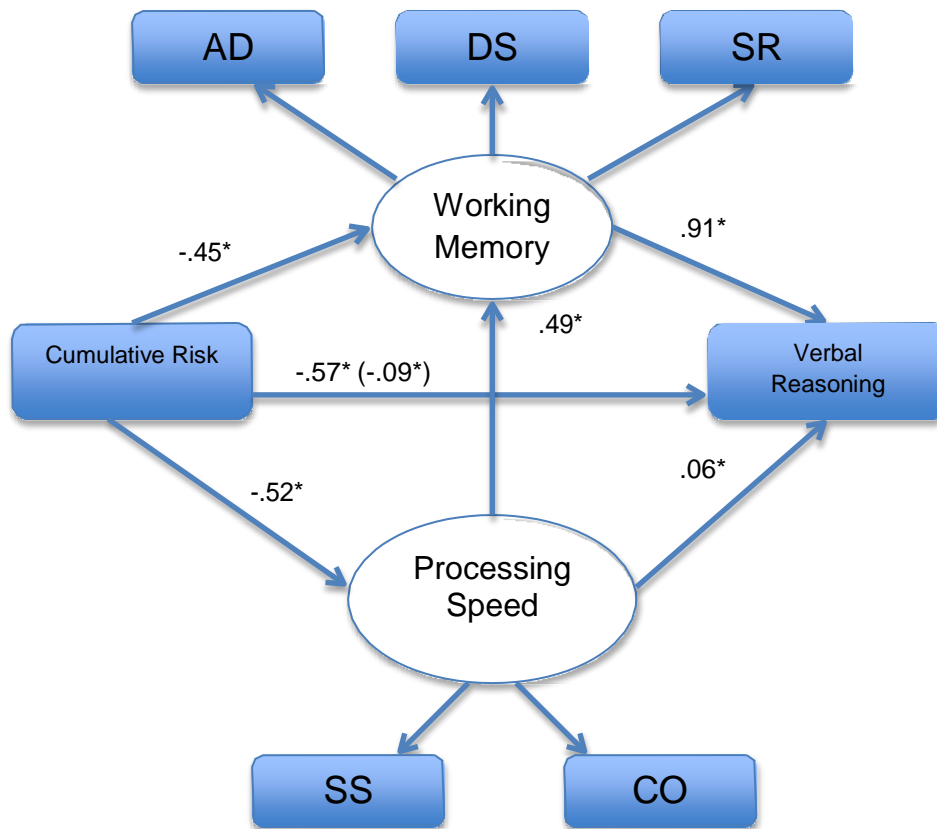 AD
DS
SR
Working
Memory
.91*
-.45*
.49*
Cumulative Risk
-.57* (-.09*)
Verbal
Reasoning
.06*
-.52*
Processing
Speed
SS
CO